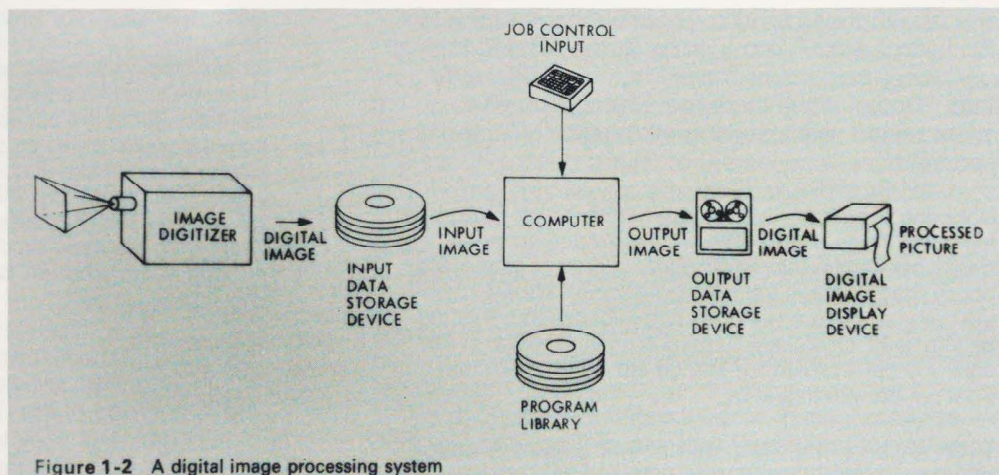 JOB CONTROL
INPUT
IMAGE
DIGITIZER
DIGITAL
IMAGE
INPUT
DATA
STORAGE
DEVICE
INPUT
IMAGE
COMPUTER
PROGRAM
LIBRARY
OUTPUT
IMAGE
OUTPUT
DATA
STORAGE
DEVICE
DIGITAL
IMAGE
DIGITAL
IMAGE
DISPLAY
DEVICE
PROCESSED
PICTURE
Figure 1-2 A digital image processing system